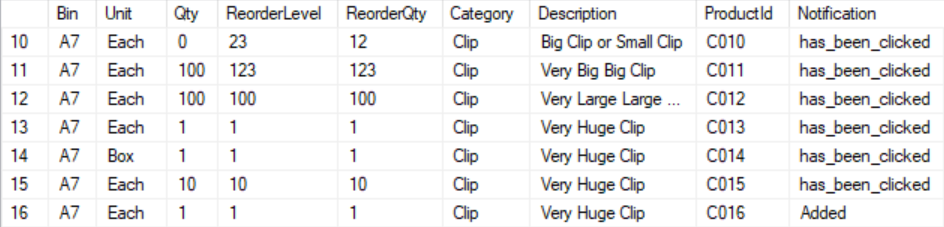 Bin Unit Qty ReorderLevel ReorderQty Category Description ProductId Notification
10 A7 Each 0 23 12 Clip Big Clip or Small Clip C010 has_been_clicked
11 A7 Each 100 123 123 Clip Very Big Big Clip C011 has_been_clicked
12 A7 Each 100 100 100 Clip Very Large Large ... C012 has_been_clicked
13 A7 Each 1 1 1 Clip Very Huge Clip C013 has_been_clicked
14 A7 Box 1 1 1 Clip Very Huge Clip C014 has_been_clicked
15 A7 Each 10 10 10 Clip Very Huge Clip C015 has_been_clicked
16 A7 Each 1 1 1 Clip Very Huge Clip C016 Added